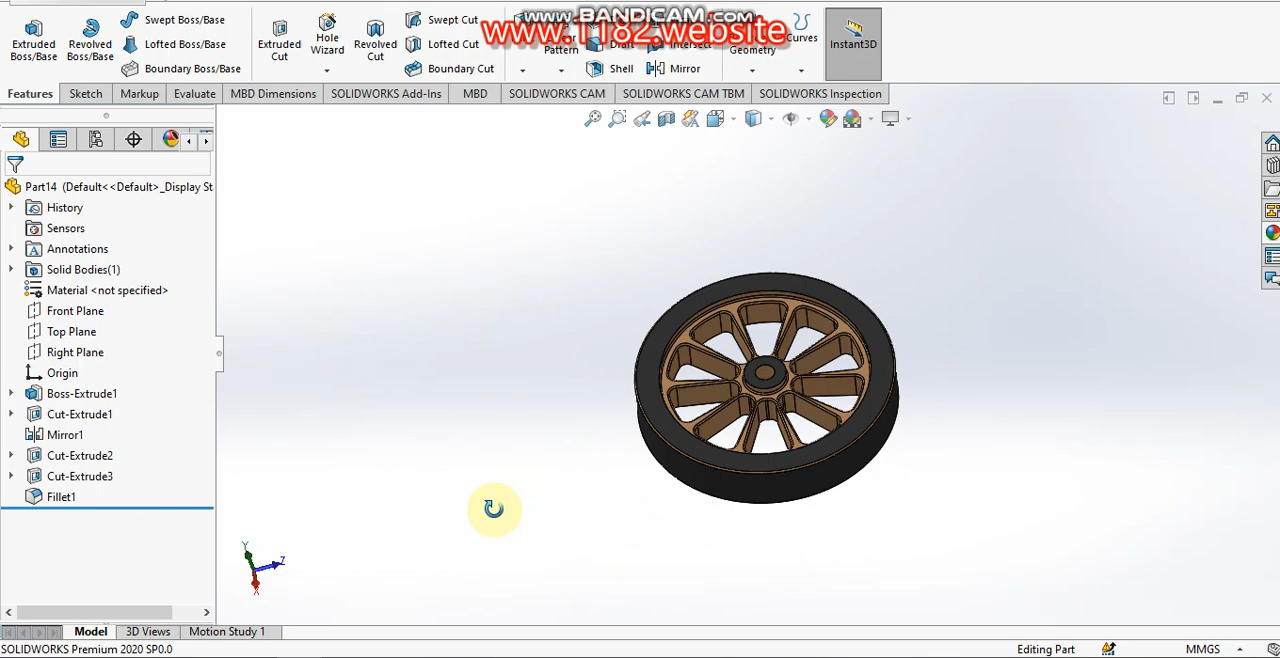 www.BANDICAM.com
www.1182.website
Extruded Boss/Base
Revolved Boss/Base
Swept Boss/Base
Lofted Boss/Base
Boundary Boss/Base
Extruded Cut
Hole Wizard
Revolved Cut
Swept Cut
Lofted Cut
Boundary Cut
Pattern
Draft
Shell
Intersect
Mirror
Geometry
Curves
Instant3D
Features Sketch Markup Evaluate MBD Dimensions SOLIDWORKS Add-Ins MBD SOLIDWORKS CAM SOLIDWORKS CAM TBM SOLIDWORKS Inspection
Part14 (Default<<Default>_Display St
History
Sensors
Annotations
Solid Bodies(1)
Material <not specified>
Front Plane
Top Plane
Right Plane
Origin
Boss-Extrude1
Cut-Extrude1
Mirror1
Cut-Extrude2
Cut-Extrude3
Fillet1
Y
Z
X
Model 3D Views Motion Study 1
SOLIDWORKS Premium 2020 SP0.0 Editing Part MMGS